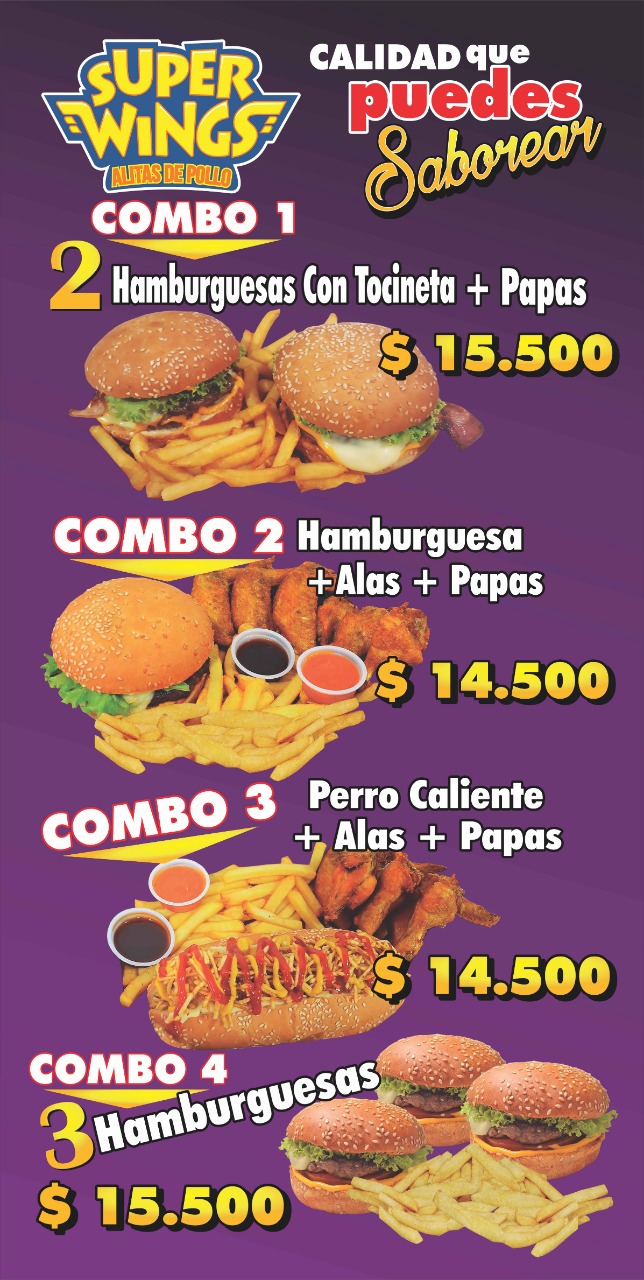 SUPER
WINGS
ALITAS DE POLLO
CALIDAD que
puedes
Saborear
COMBO 1
2 Hamburguesas Con Tocineta + Papas
$ 15.500
COMBO 2 Hamburguesa
+Alas + Papas
$ 14.500
COMBO 3 Perro Caliente
+ Alas + Papas
$ 14.500
COMBO 4
3 Hamburguesas
$ 15.500